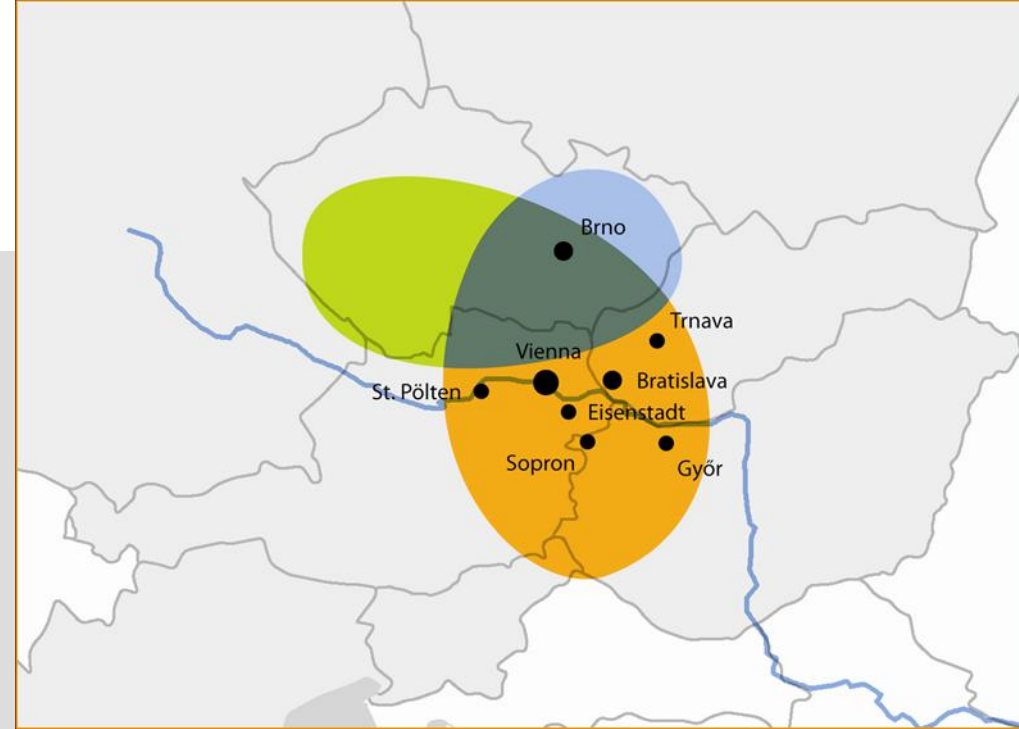 Brno
Trnava
Vienna
St. Pölten
Bratislava
Eisenstadt
Sopron
Győr